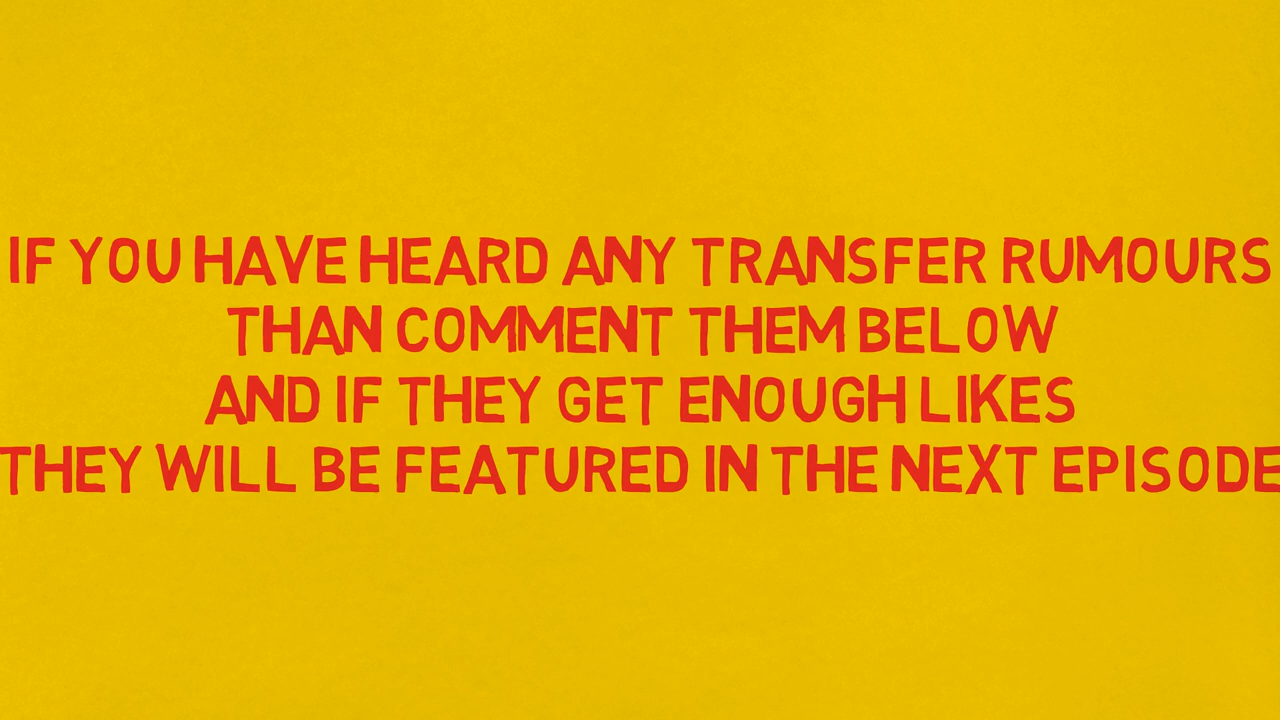 IF YOU HAVE HEARD ANY TRANSFER RUMOURS
THAN COMMENT THEM BELOW
AND IF THEY GET ENOUGH LIKES
THEY WILL BE FEATURED IN THE NEXT EPISODE